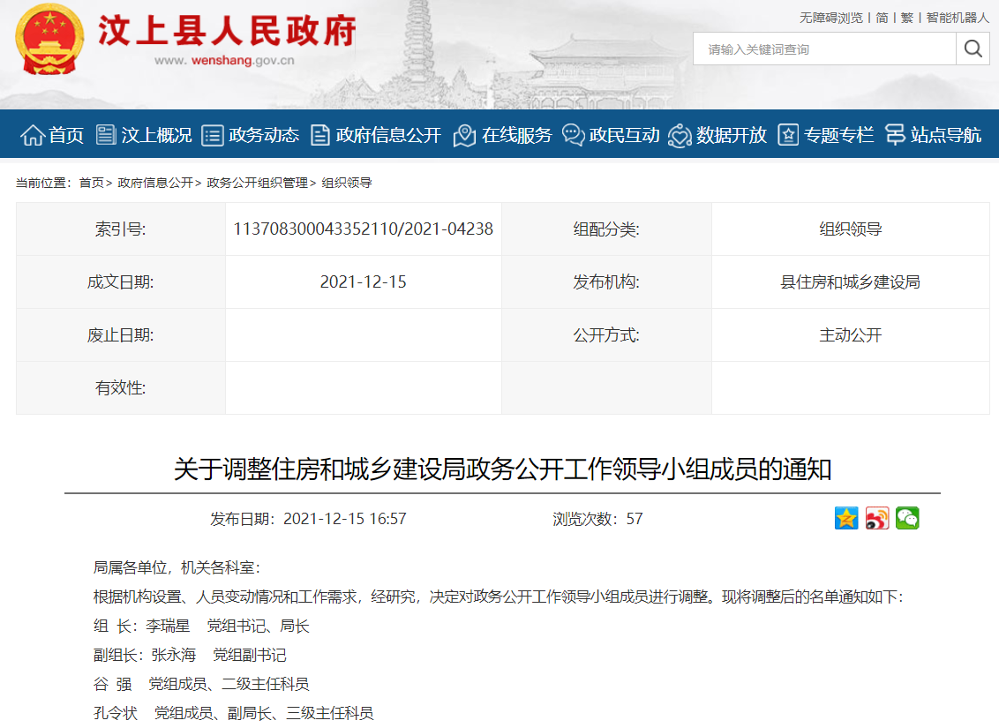 汶上县人民政府
www. wenshang.gov.cn
无障碍浏览 | 简 | 繁 | 智能机器人
请输入关键词查询
首页 汶上概况 政务动态 政府信息公开 在线服务 政民互动 数据开放 专题专栏 站点导航
当前位置：首页> 政府信息公开> 政务公开组织管理> 组织领导
索引号: 113708300043352110/2021-04238 组配分类: 组织领导
成文日期: 2021-12-15 发布机构: 县住房和城乡建设局
废止日期: 公开方式: 主动公开
有效性:
关于调整住房和城乡建设局政务公开工作领导小组成员的通知
发布日期：2021-12-15 16:57 浏览次数：57
局属各单位，机关各科室：
根据机构设置、人员变动情况和工作需求，经研究，决定对政务公开工作领导小组成员进行调整。现将调整后的名单通知如下：
组 长：李瑞星 党组书记、局长
副组长：张永海 党组副书记
谷 强 党组成员、二级主任科员
孔令状 党组成员、副局长、三级主任科员